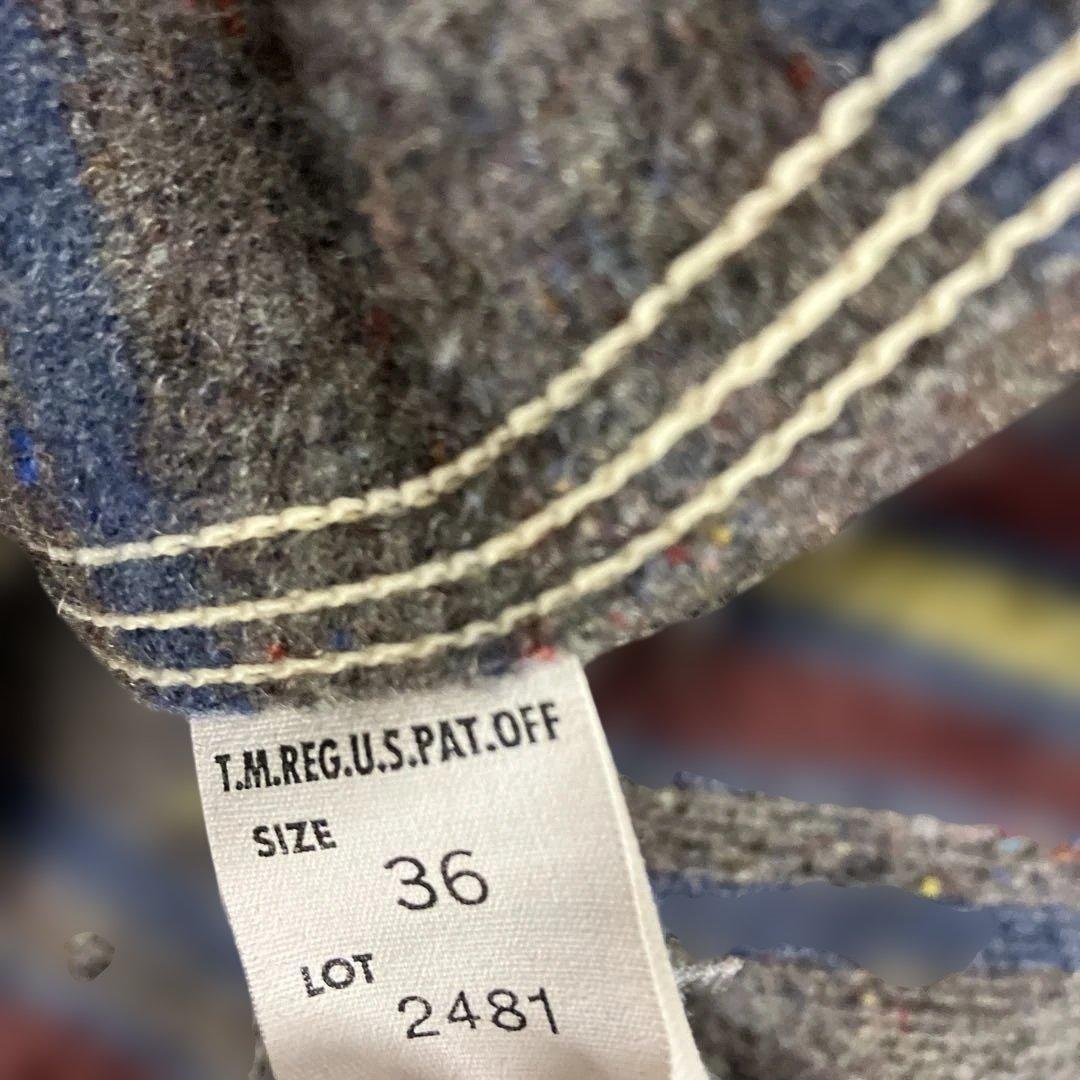 T.M.REG.U.S.PAT.OFF
SIZE
36
LOT
2481